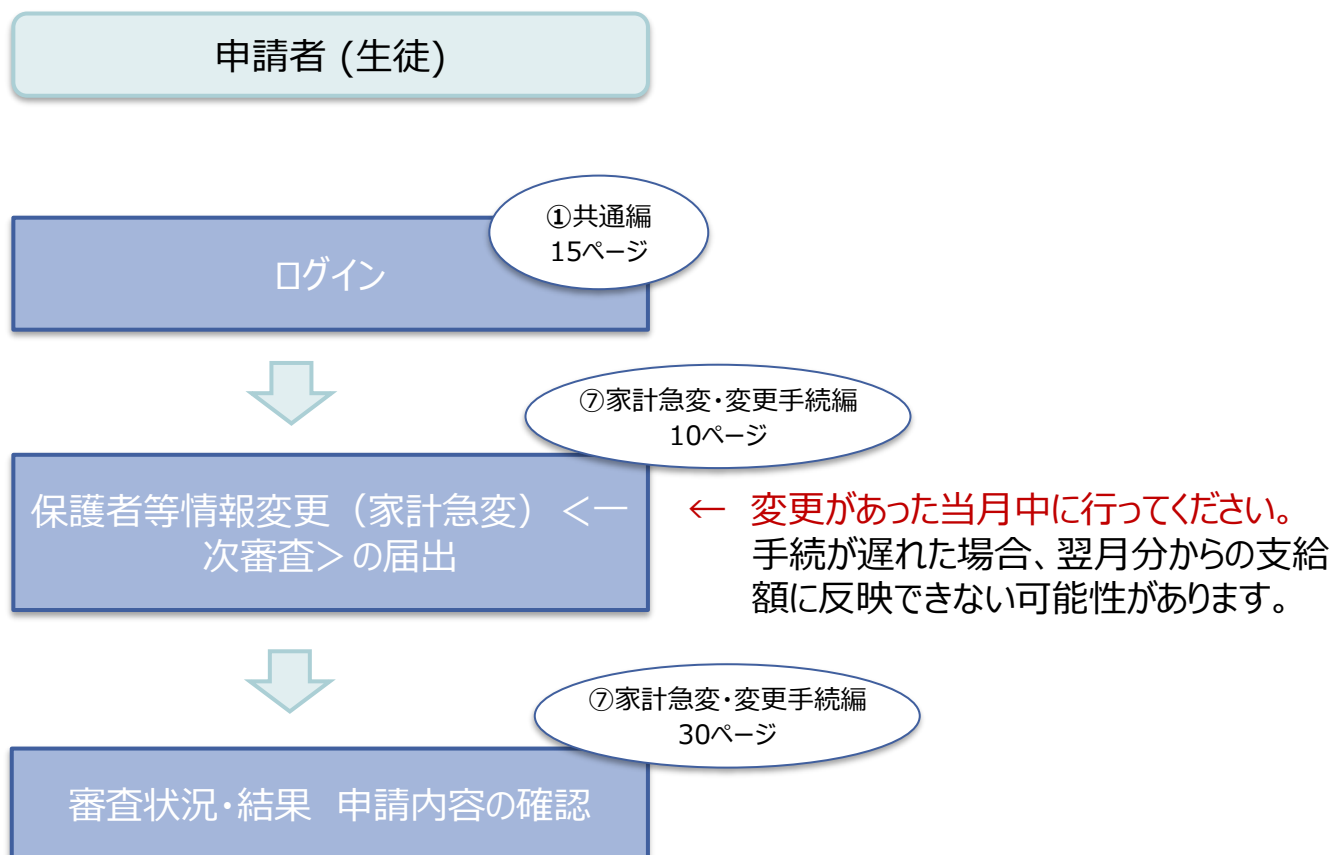 申請者 (生徒)
①共通編
15ページ
ログイン
⑦家計急変・変更手続編
10ページ
保護者等情報変更（家計急変）＜一
次審査＞の届出
← 変更があった当月中に行ってください。
手続が遅れた場合、翌月分からの支給
額に反映できない可能性があります。
⑦家計急変・変更手続編
30ページ
審査状況・結果　申請内容の確認